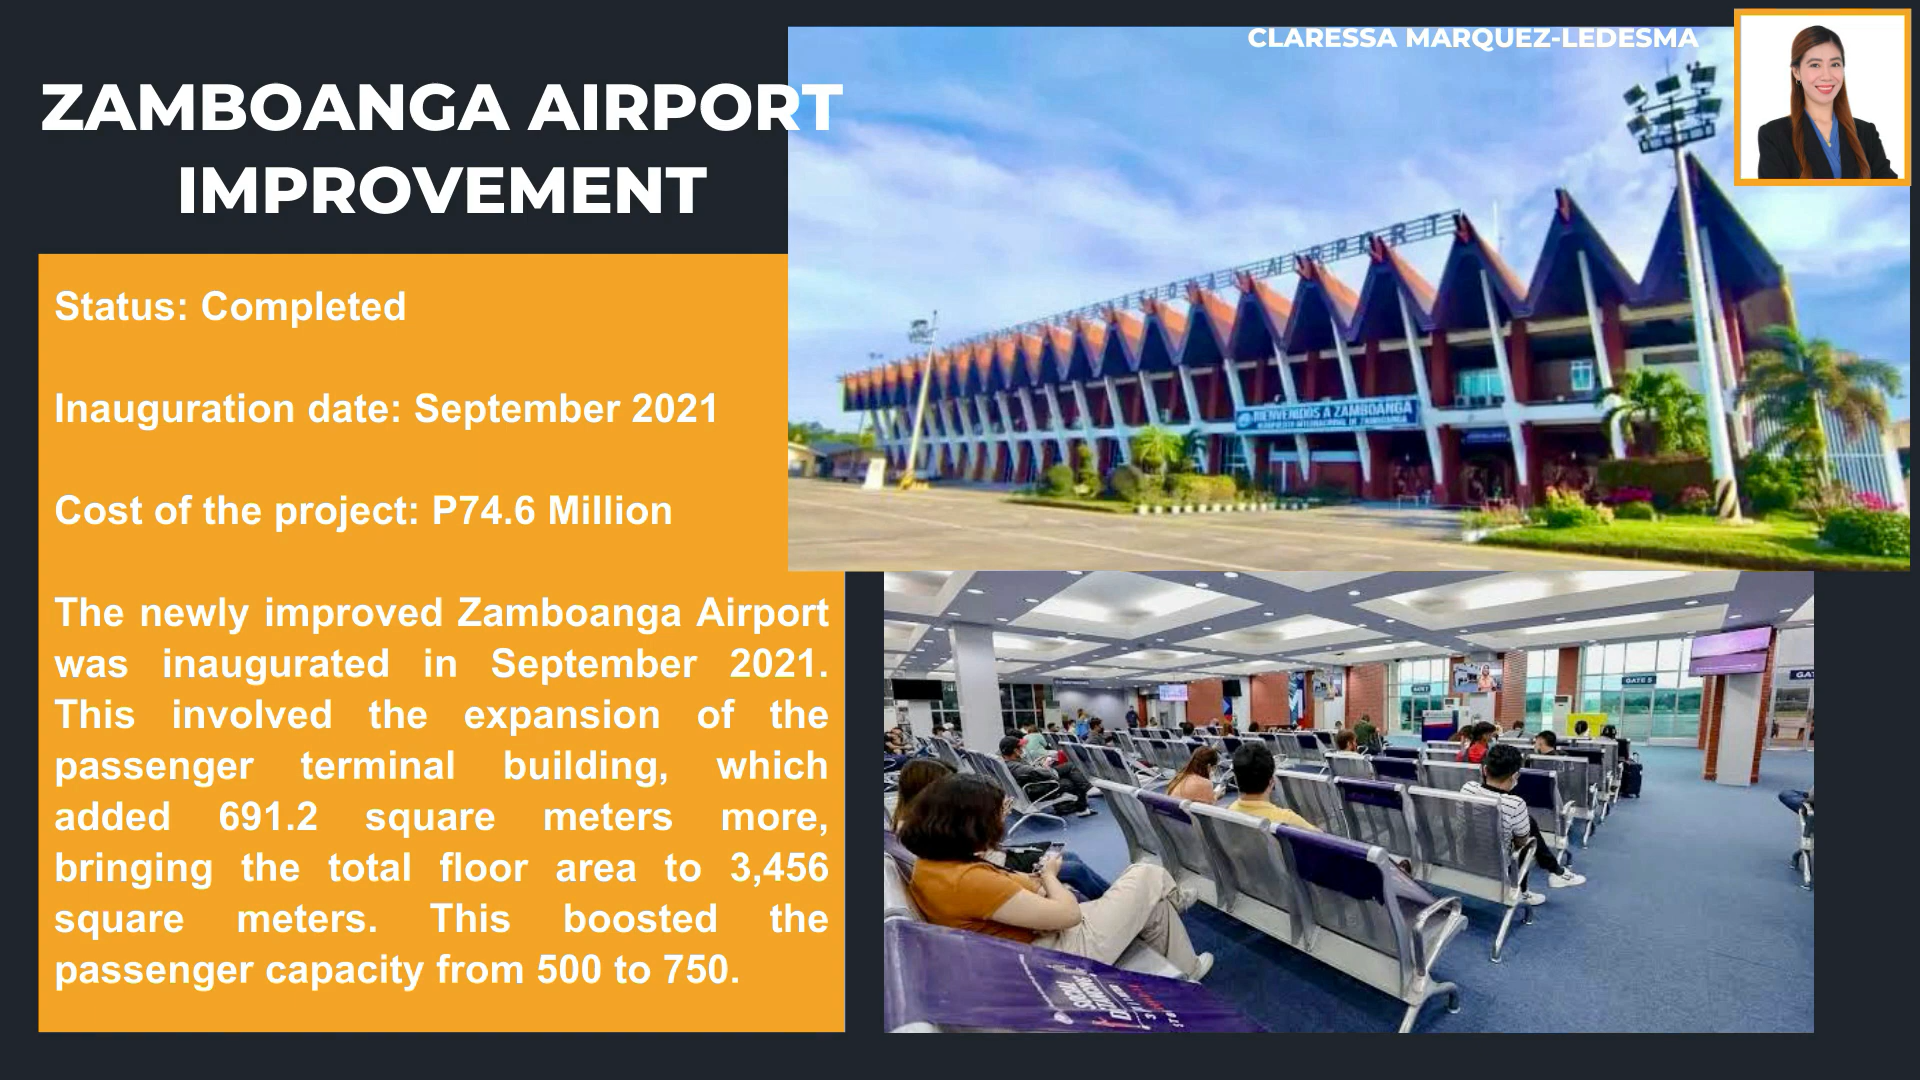 CLARESSA MARQUEZ-LEDESMA
ZAMBOANGA AIRPORT
IMPROVEMENT
Status: Completed
Inauguration date: September 2021
Cost of the project: P74.6 Million
The newly improved Zamboanga Airport
was inaugurated in September 2021.
This involved the expansion of the
passenger terminal building, which
added 691.2 square meters more,
bringing the total floor area to 3,456
square meters. This boosted the
passenger capacity from 500 to 750.
AIRPORT
BIENVENIDOS A ZAMBOANGA
GATE 5
SOCIAL
DISTANCING